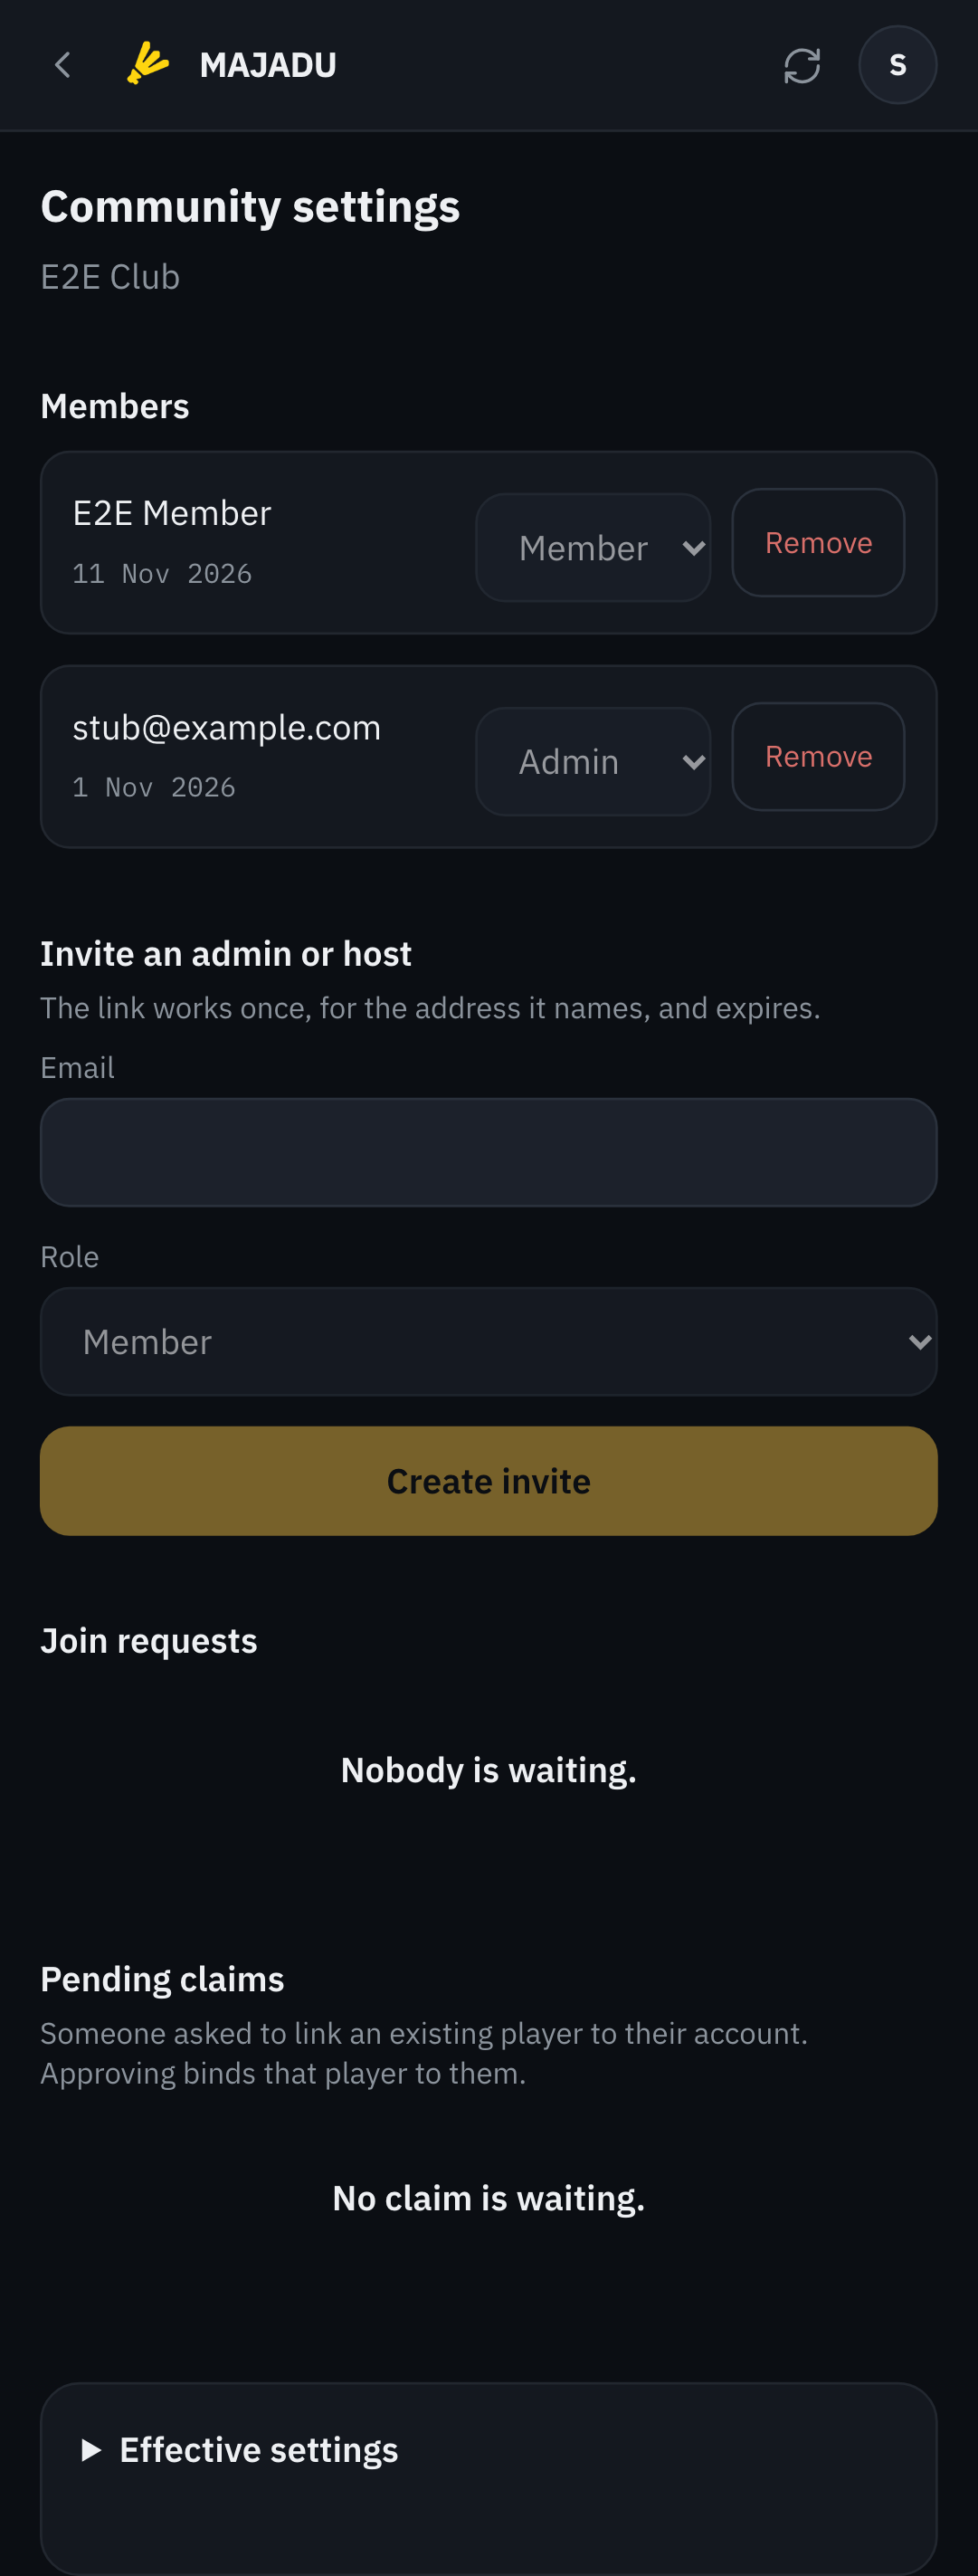 MAJADU
S
Community settings
E2E Club
Members
E2E Member
11 Nov 2026
Member
Remove
stub@example.com
1 Nov 2026
Admin
Remove
Invite an admin or host
The link works once, for the address it names, and expires.
Email
Role
Member
Create invite
Join requests
Nobody is waiting.
Pending claims
Someone asked to link an existing player to their account.
Approving binds that player to them.
No claim is waiting.
Effective settings